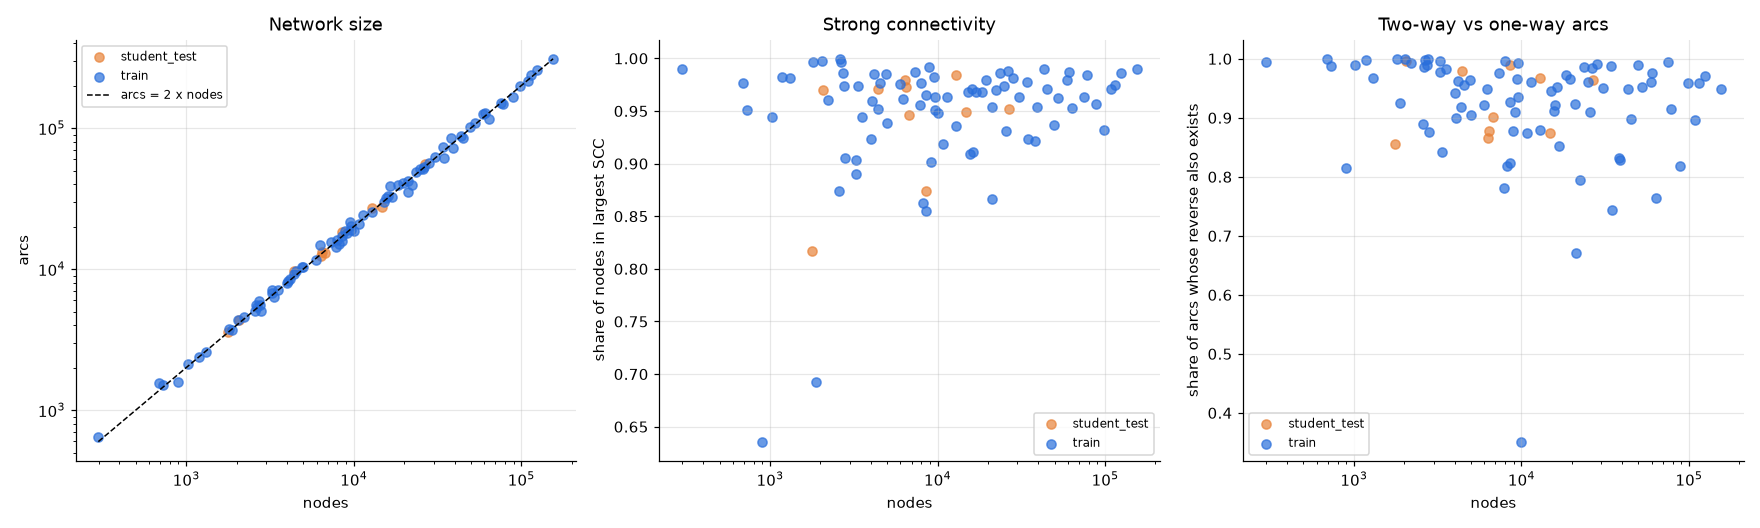 Network size
student_test
train
arcs = 2 x nodes
arcs
10^5
10^4
10^3
10^3
10^4
10^5
nodes
Strong connectivity
share of nodes in largest SCC
1.00
0.95
0.90
0.85
0.80
0.75
0.70
0.65
student_test
train
10^3
10^4
10^5
nodes
Two-way vs one-way arcs
share of arcs whose reverse also exists
1.0
0.9
0.8
0.7
0.6
0.5
0.4
student_test
train
10^3
10^4
10^5
nodes